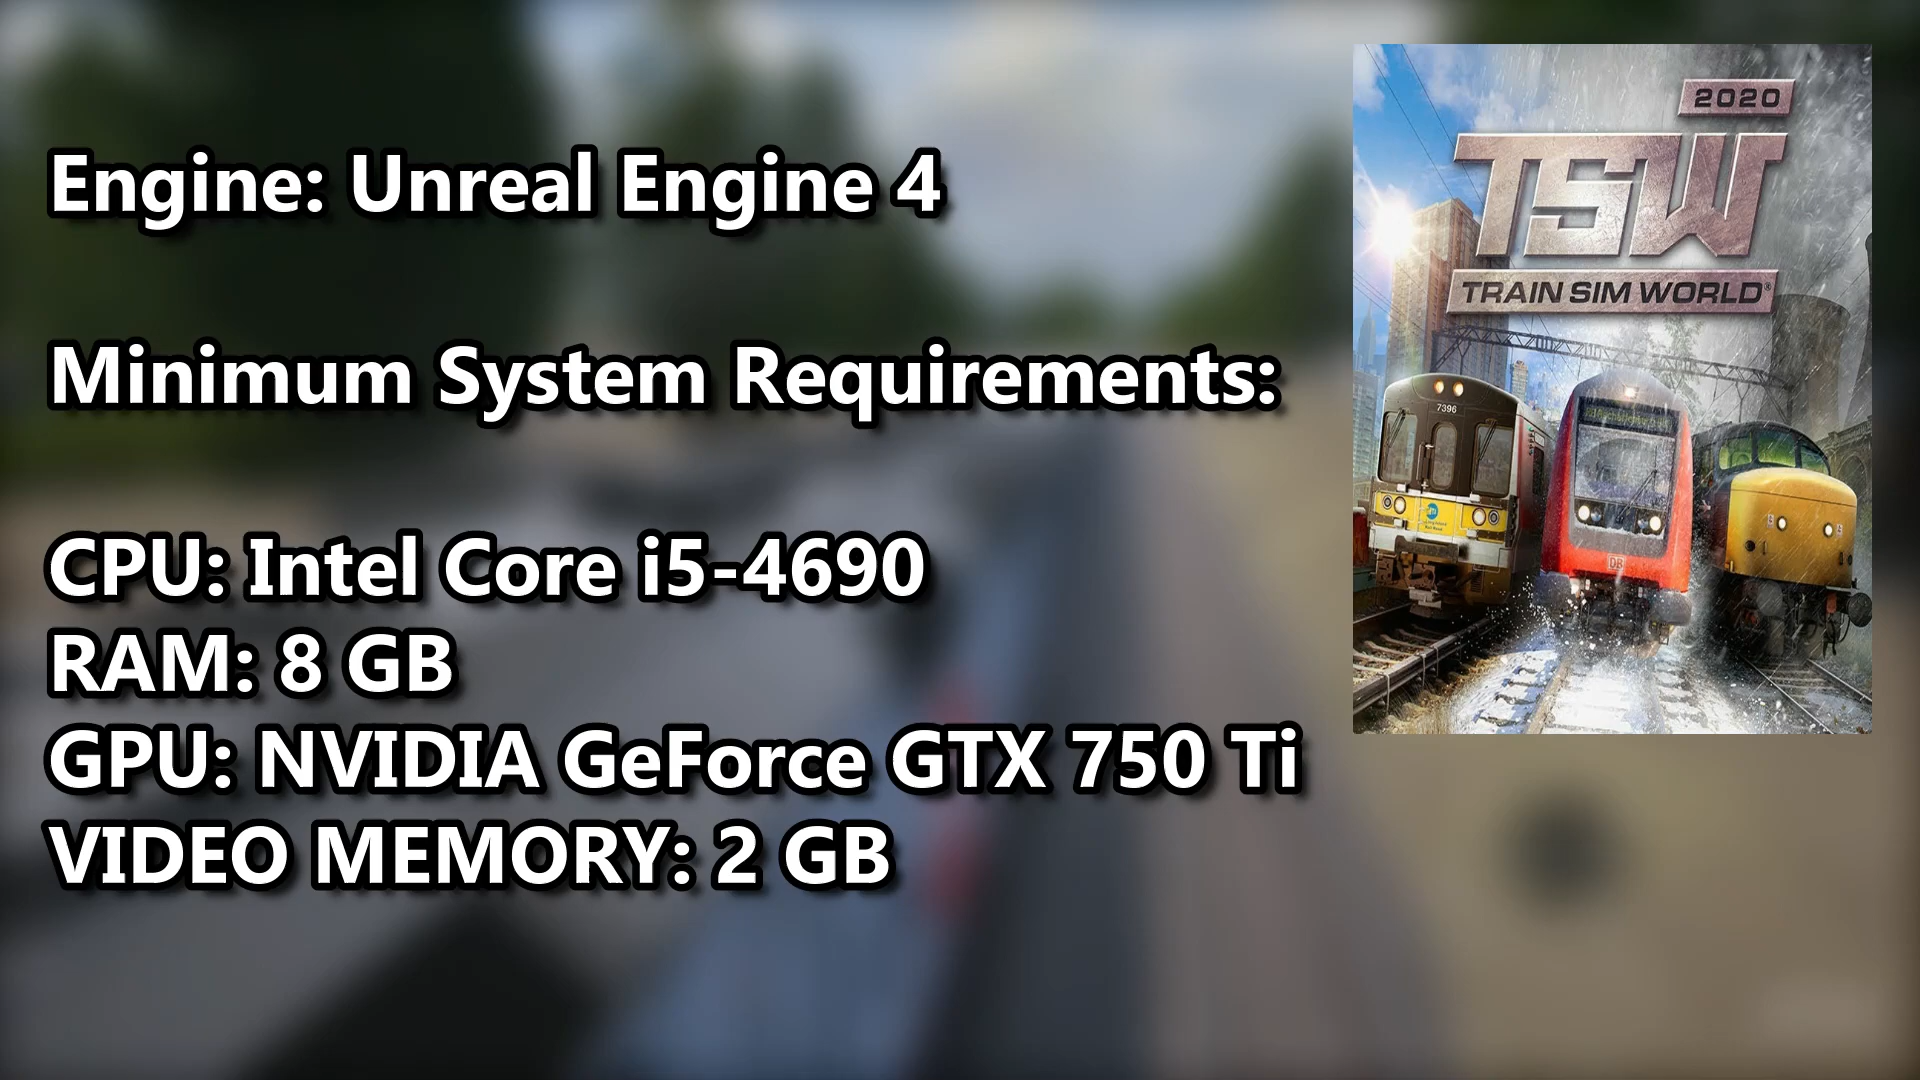 Engine: Unreal Engine 4
Minimum System Requirements:
CPU: Intel Core i5-4690
RAM: 8 GB
GPU: NVIDIA GeForce GTX 750 Ti
VIDEO MEMORY: 2 GB
2020
TSW
TRAIN SIM WORLD®
7396
DB